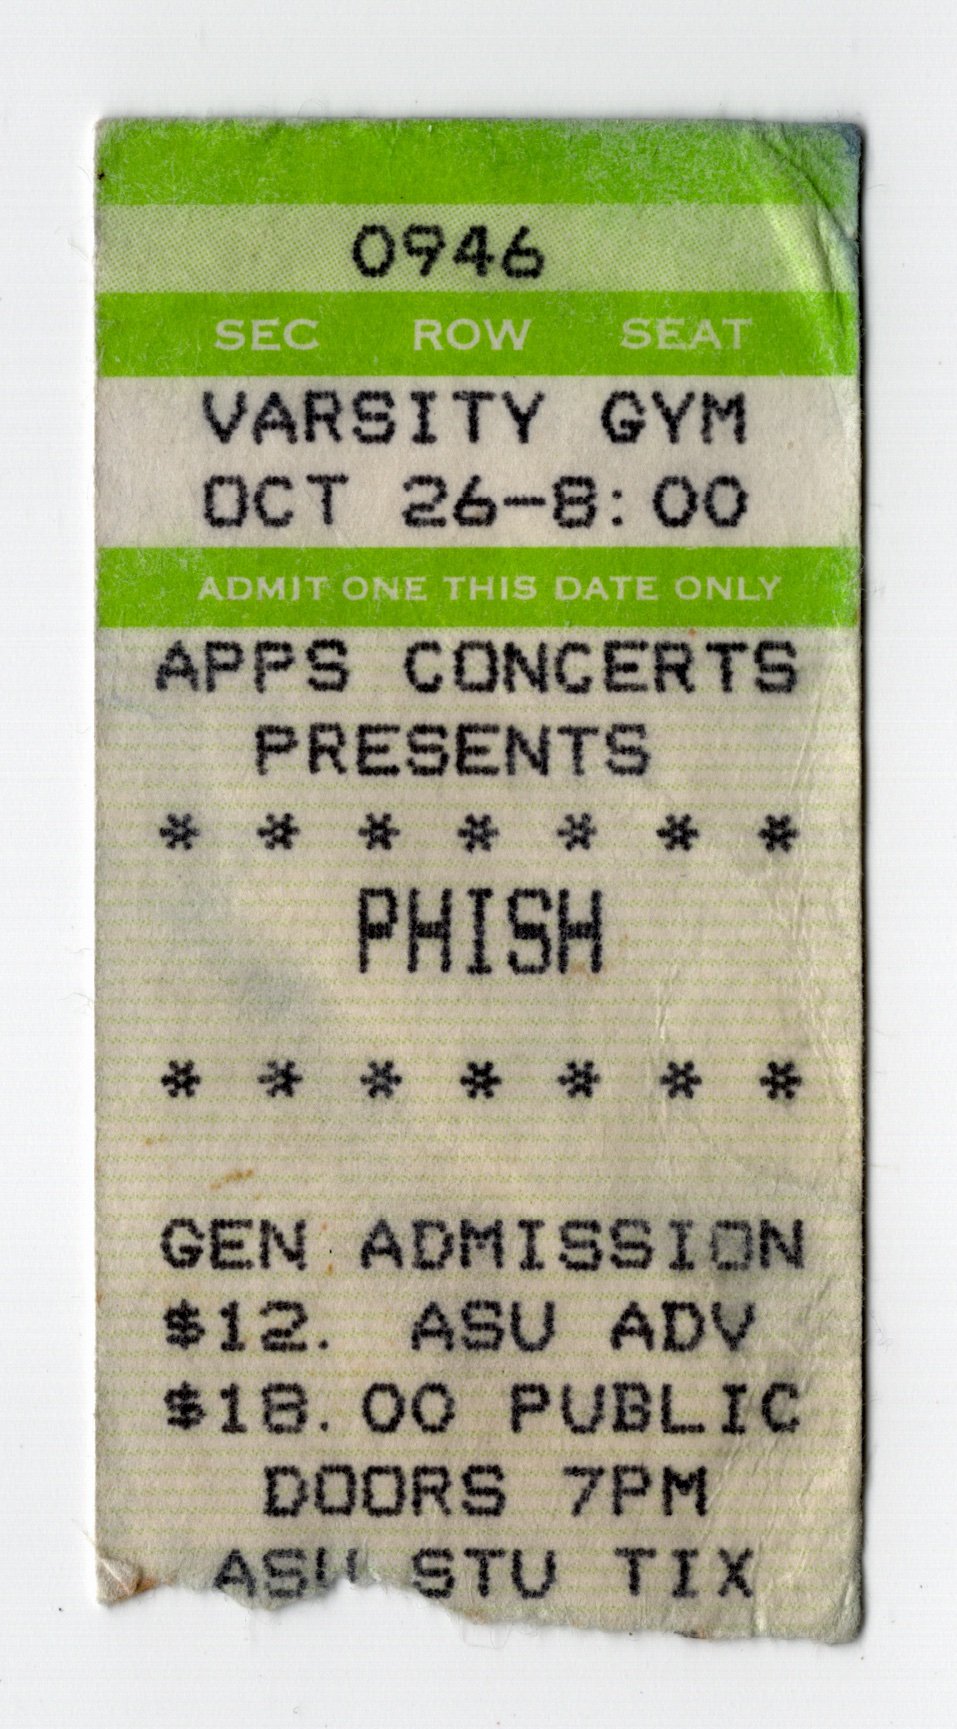 0946
SEC ROW SEAT
VARSITY GYM
OCT 26-8:00
ADMIT ONE THIS DATE ONLY
APPS CONCERTS
PRESENTS
* * * * * * *
PHISH
* * * * * * *
GEN ADMISSION
$12. ASU ADV
$18.00 PUBLIC
DOORS 7PM
ASU STU TIX